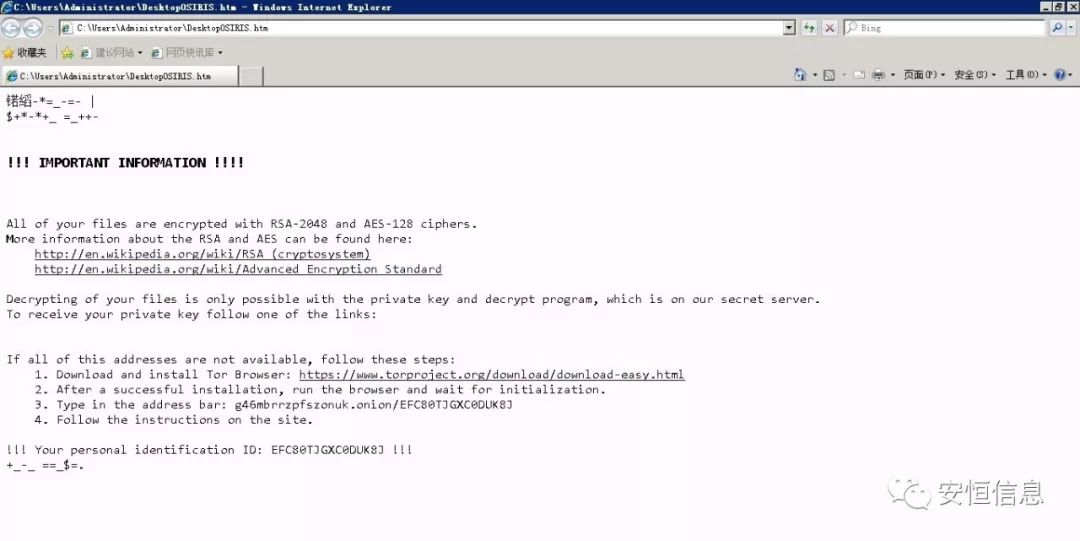 C:\Users\Administrator\DesktopOSIRIS.htm - Windows Internet Explorer
C:\Users\Administrator\DesktopOSIRIS.htm
Bing
收藏夹 建议网站 网页快讯库
C:\Users\Administrator\DesktopOSIRIS.htm
页面(P) 安全(S) 工具(O)
锘縚-*=_-=- |
$+*-*+_ =_++-
!!! IMPORTANT INFORMATION !!!!
All of your files are encrypted with RSA-2048 and AES-128 ciphers.
More information about the RSA and AES can be found here:
http://en.wikipedia.org/wiki/RSA_(cryptosystem)
http://en.wikipedia.org/wiki/Advanced_Encryption_Standard
Decrypting of your files is only possible with the private key and decrypt program, which is on our secret server.
To receive your private key follow one of the links:
If all of this addresses are not available, follow these steps:
1. Download and install Tor Browser: https://www.torproject.org/download/download-easy.html
2. After a successful installation, run the browser and wait for initialization.
3. Type in the address bar: g46mbrrzpfszonuk.onion/EFC80TJGXC0DUK8J
4. Follow the instructions on the site.
!!! Your personal identification ID: EFC80TJGXC0DUK8J !!!
+_-_ ==_$=.
安恒信息